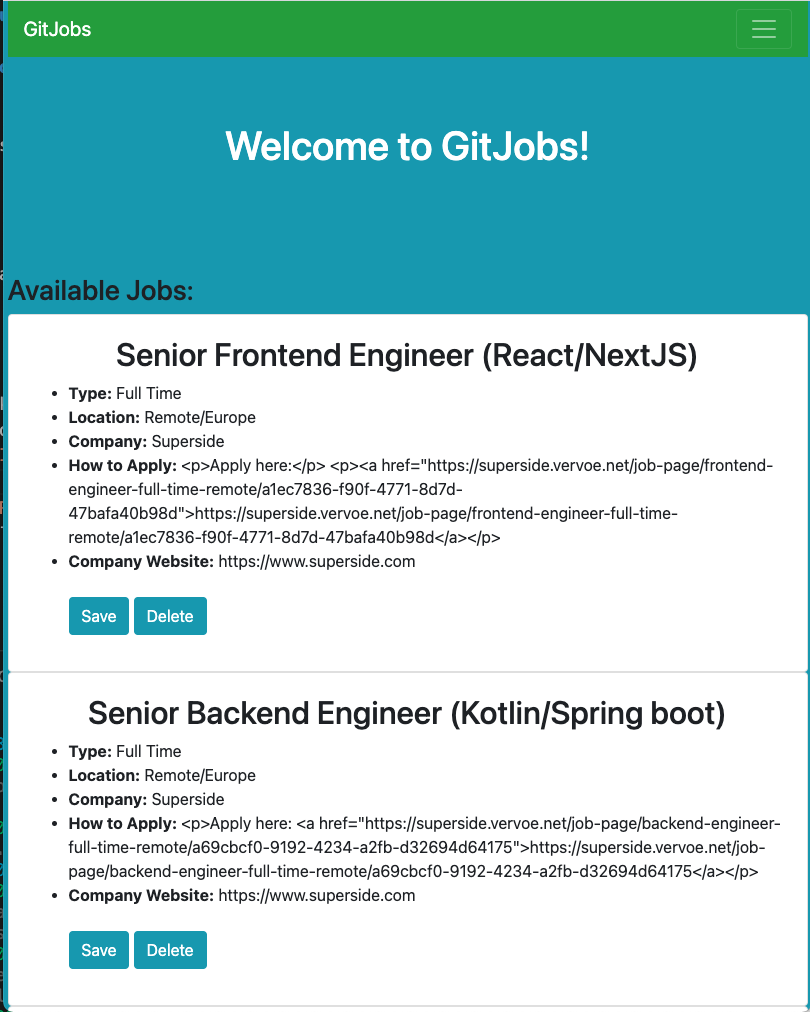 GitJobs
Welcome to GitJobs!
Available Jobs:
Senior Frontend Engineer (React/NextJS)
Type: Full Time
Location: Remote/Europe
Company: Superside
How to Apply: <p>Apply here:</p> <p><a href="https://superside.vervoe.net/job-page/frontend-
engineer-full-time-remote/a1ec7836-f90f-4771-8d7d-
47bafa40b98d">https://superside.vervoe.net/job-page/frontend-engineer-full-time-
remote/a1ec7836-f90f-4771-8d7d-47bafa40b98d</a></p>
Company Website: https://www.superside.com
Save Delete
Senior Backend Engineer (Kotlin/Spring boot)
Type: Full Time
Location: Remote/Europe
Company: Superside
How to Apply: <p>Apply here: <a href="https://superside.vervoe.net/job-page/backend-engineer-
full-time-remote/a69cbcf0-9192-4234-a2fb-d32694d64175">https://superside.vervoe.net/job-
page/backend-engineer-full-time-remote/a69cbcf0-9192-4234-a2fb-d32694d64175</a></p>
Company Website: https://www.superside.com
Save Delete